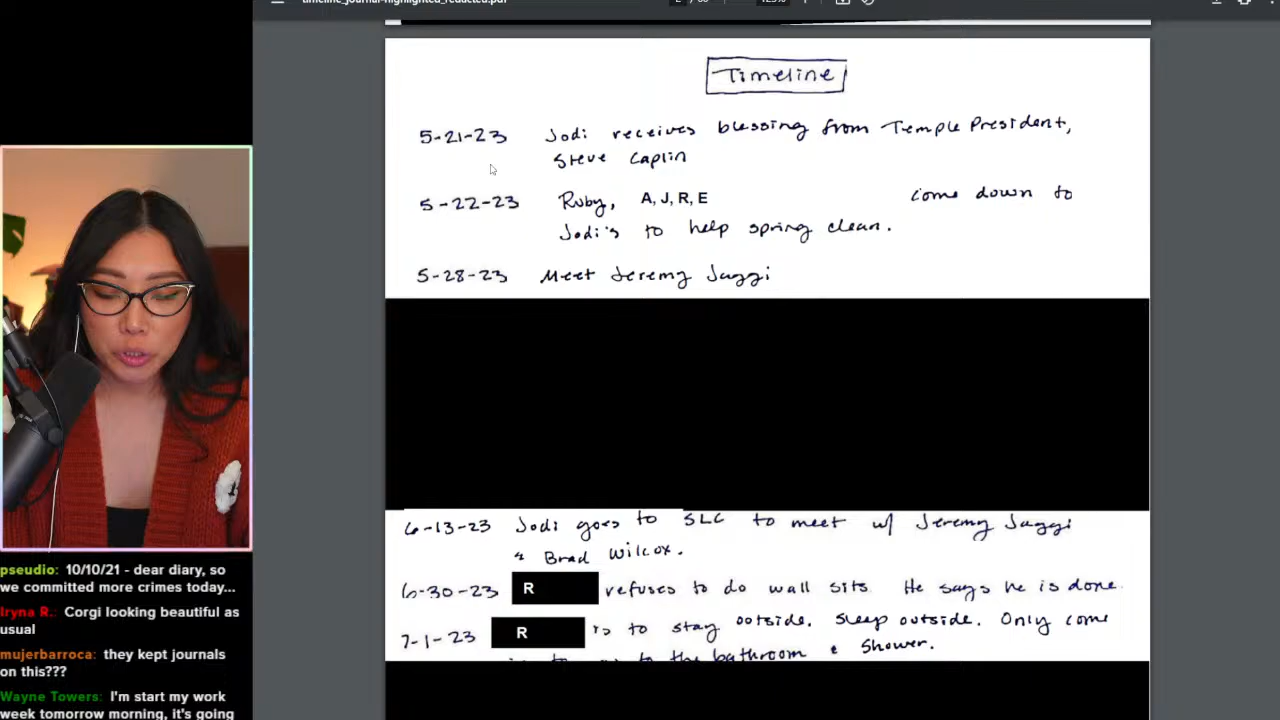 timeline_journal-highlighted_redacted.pdf
Timeline
5-21-23 Jodi receives blessing from Temple President,
Steve Caplin
5-22-23 Ruby, A, J, R, E come down to
Jodi's to help spring clean.
5-28-23 Meet Jeremy Jaggi
6-13-23 Jodi goes to SLC to meet w/ Jeremy Jaggi
& Brad Wilcox.
6-30-23 R refuses to do wall sits. He says he is done.
7-1-23 R is to stay outside. Sleep outside. Only come
to the bathroom & shower.
pseudio: 10/10/21 - dear diary, so
we committed more crimes today...
Iryna R.: Corgi looking beautiful as
usual
mujerbarroca: they kept journals
on this???
Wayne Towers: I'm start my work
week tomorrow morning, it's going